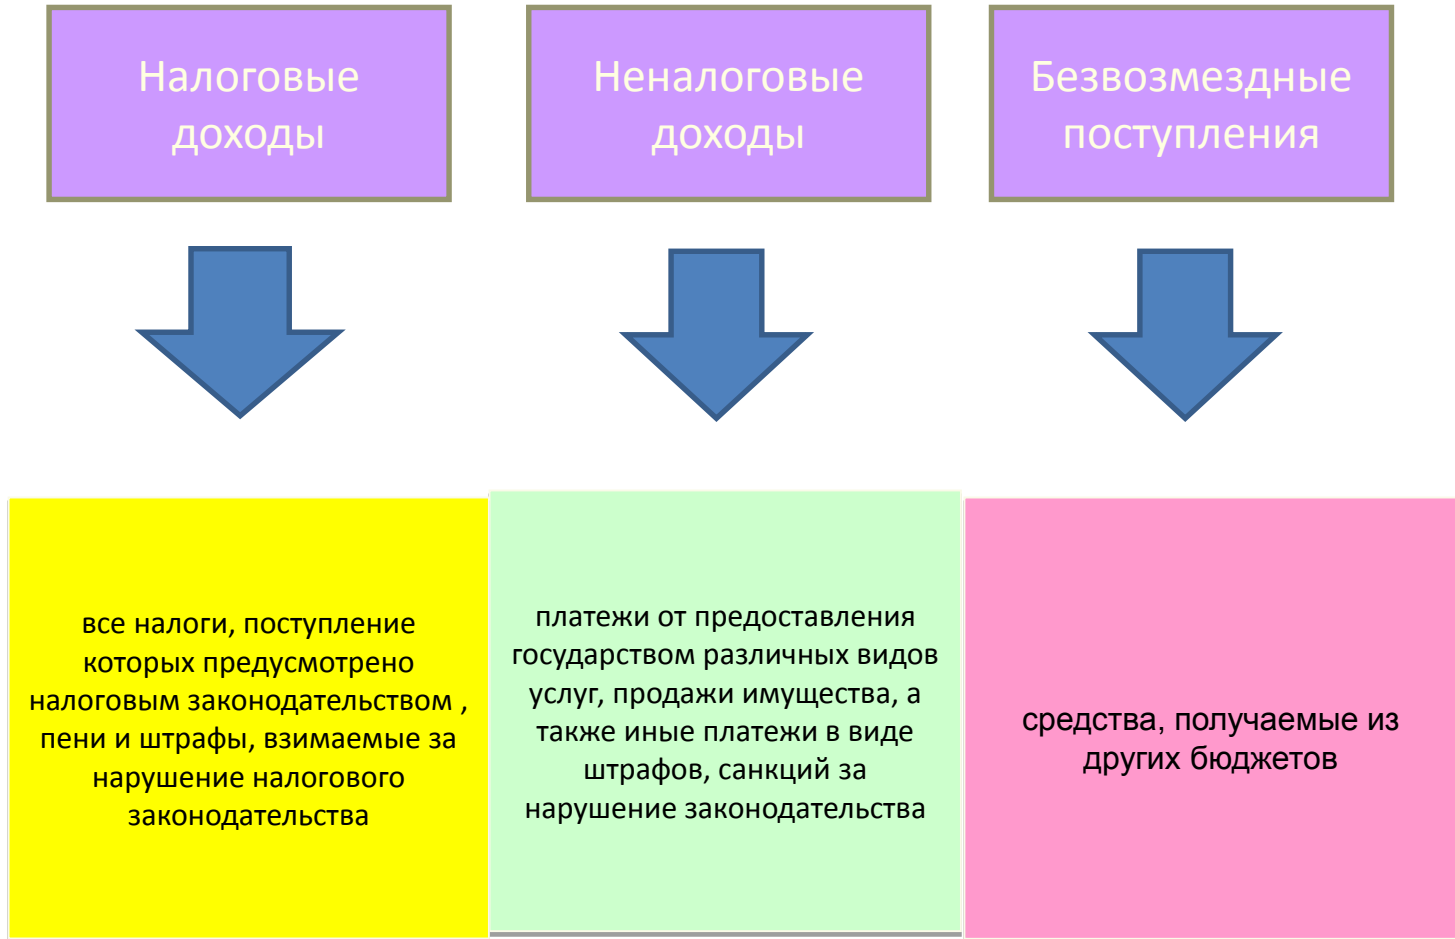 Налоговые
доходы
Неналоговые
доходы
Безвозмездные
поступления
все налоги, поступление
которых предусмотрено
налоговым законодательством ,
пени и штрафы, взимаемые за
нарушение налогового
законодательства
платежи от предоставления
государством различных видов
услуг, продажи имущества, а
также иные платежи в виде
штрафов, санкций за
нарушение законодательства
средства, получаемые из
других бюджетов